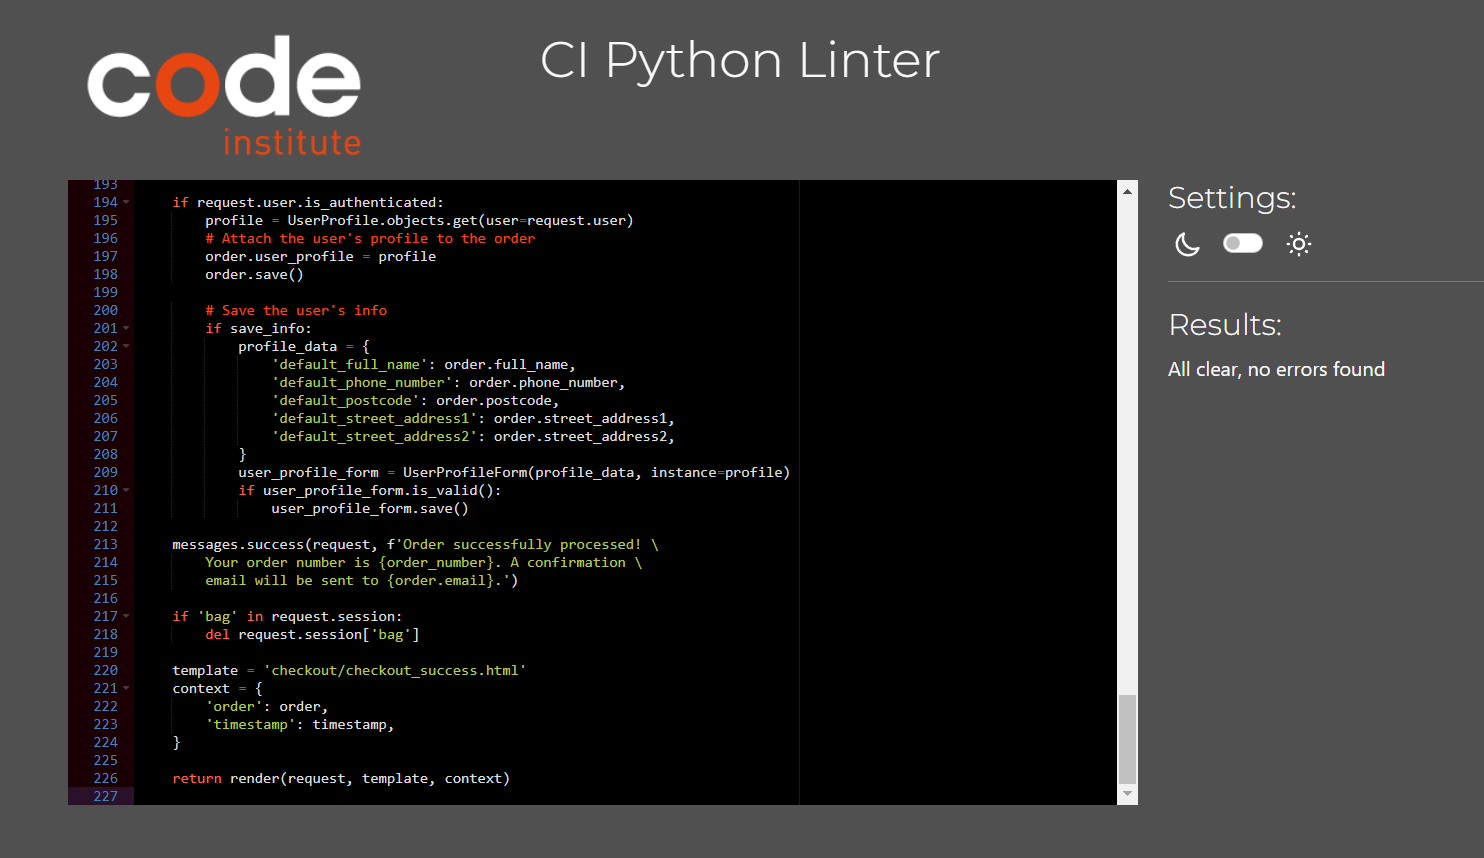 code
institute
CI Python Linter
193
194 if request.user.is_authenticated:
195 profile = UserProfile.objects.get(user=request.user)
196 # Attach the user's profile to the order
197 order.user_profile = profile
198 order.save()
199
200 # Save the user's info
201 if save_info:
202 profile_data = {
203 'default_full_name': order.full_name,
204 'default_phone_number': order.phone_number,
205 'default_postcode': order.postcode,
206 'default_street_address1': order.street_address1,
207 'default_street_address2': order.street_address2,
208 }
209 user_profile_form = UserProfileForm(profile_data, instance=profile)
210 if user_profile_form.is_valid():
211 user_profile_form.save()
212
213 messages.success(request, f'Order successfully processed! \
214 Your order number is {order_number}. A confirmation \
215 email will be sent to {order.email}.')
216
217 if 'bag' in request.session:
218 del request.session['bag']
219
220 template = 'checkout/checkout_success.html'
221 context = {
222 'order': order,
223 'timestamp': timestamp,
224 }
225
226 return render(request, template, context)
227
Settings:
Results:
All clear, no errors found